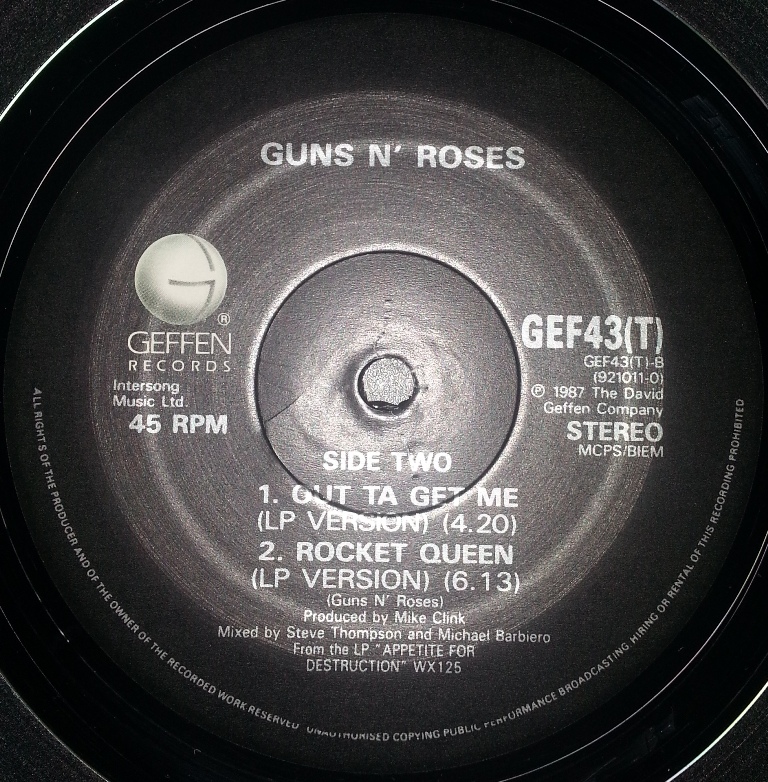 GUNS N' ROSES
®
GEFFEN
RECORDS
Intersong
Music Ltd.
45 RPM
GEF43(T)
GEF43(T)-B
(921011-0)
℗ 1987 The David
Geffen Company
STEREO
MCPS/BIEM
SIDE TWO
1. OUT TA GET ME
(LP VERSION) (4.20)
2. ROCKET QUEEN
(LP VERSION) (6.13)
(Guns N' Roses)
Produced by Mike Clink
Mixed by Steve Thompson and Michael Barbiero
From the LP "APPETITE FOR
DESTRUCTION" WX125
ALL RIGHTS OF THE PRODUCER AND OF THE OWNER OF THE RECORDED WORK RESERVED UNAUTHORISED COPYING PUBLIC PERFORMANCE BROADCASTING HIRING OR RENTAL OF THIS RECORDING PROHIBITED